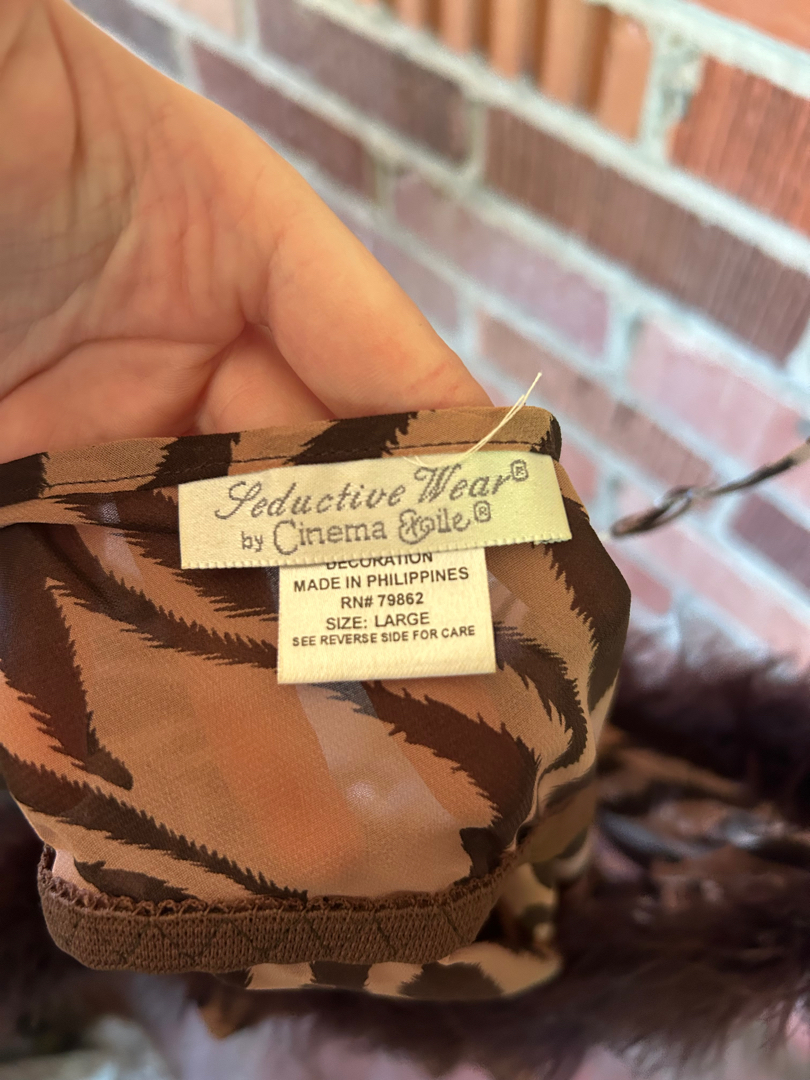 Seductive Wear®
by Cinema Etoile®
DECORATION
MADE IN PHILIPPINES
RN# 79862
SIZE: LARGE
SEE REVERSE SIDE FOR CARE